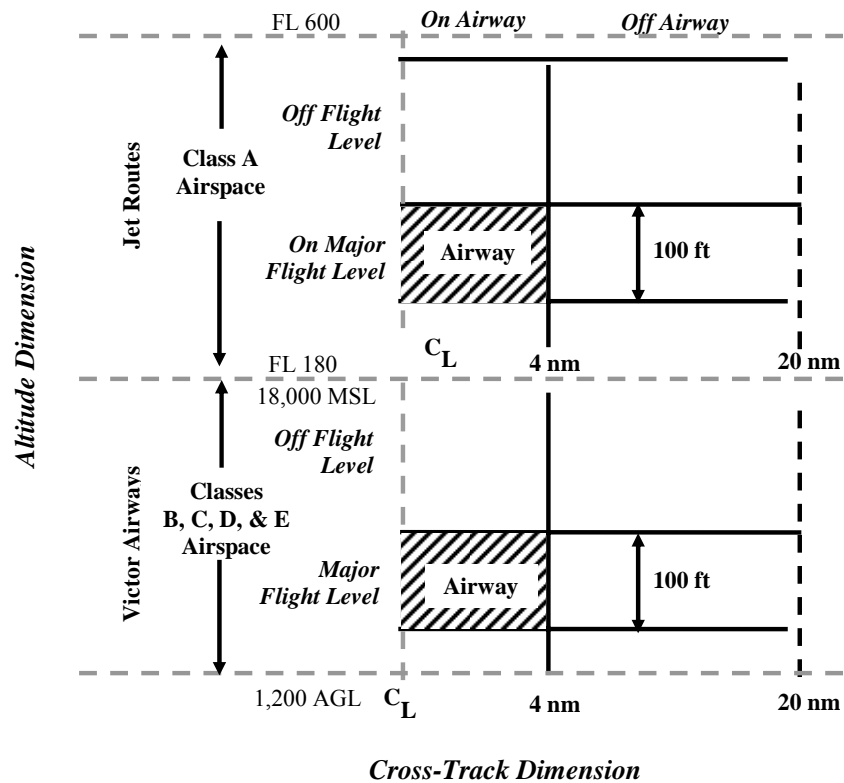 FL 600
On Airway
Off Airway
Off Flight
Level
Class A
Airspace
Jet Routes
On Major
Flight Level
Airway
100 ft
Altitude Dimension
CL
4 nm
20 nm
FL 180
18,000 MSL
Off Flight
Level
Classes
B, C, D, & E
Airspace
Victor Airways
Major
Flight Level
Airway
100 ft
1,200 AGL
CL
4 nm
20 nm
Cross-Track Dimension